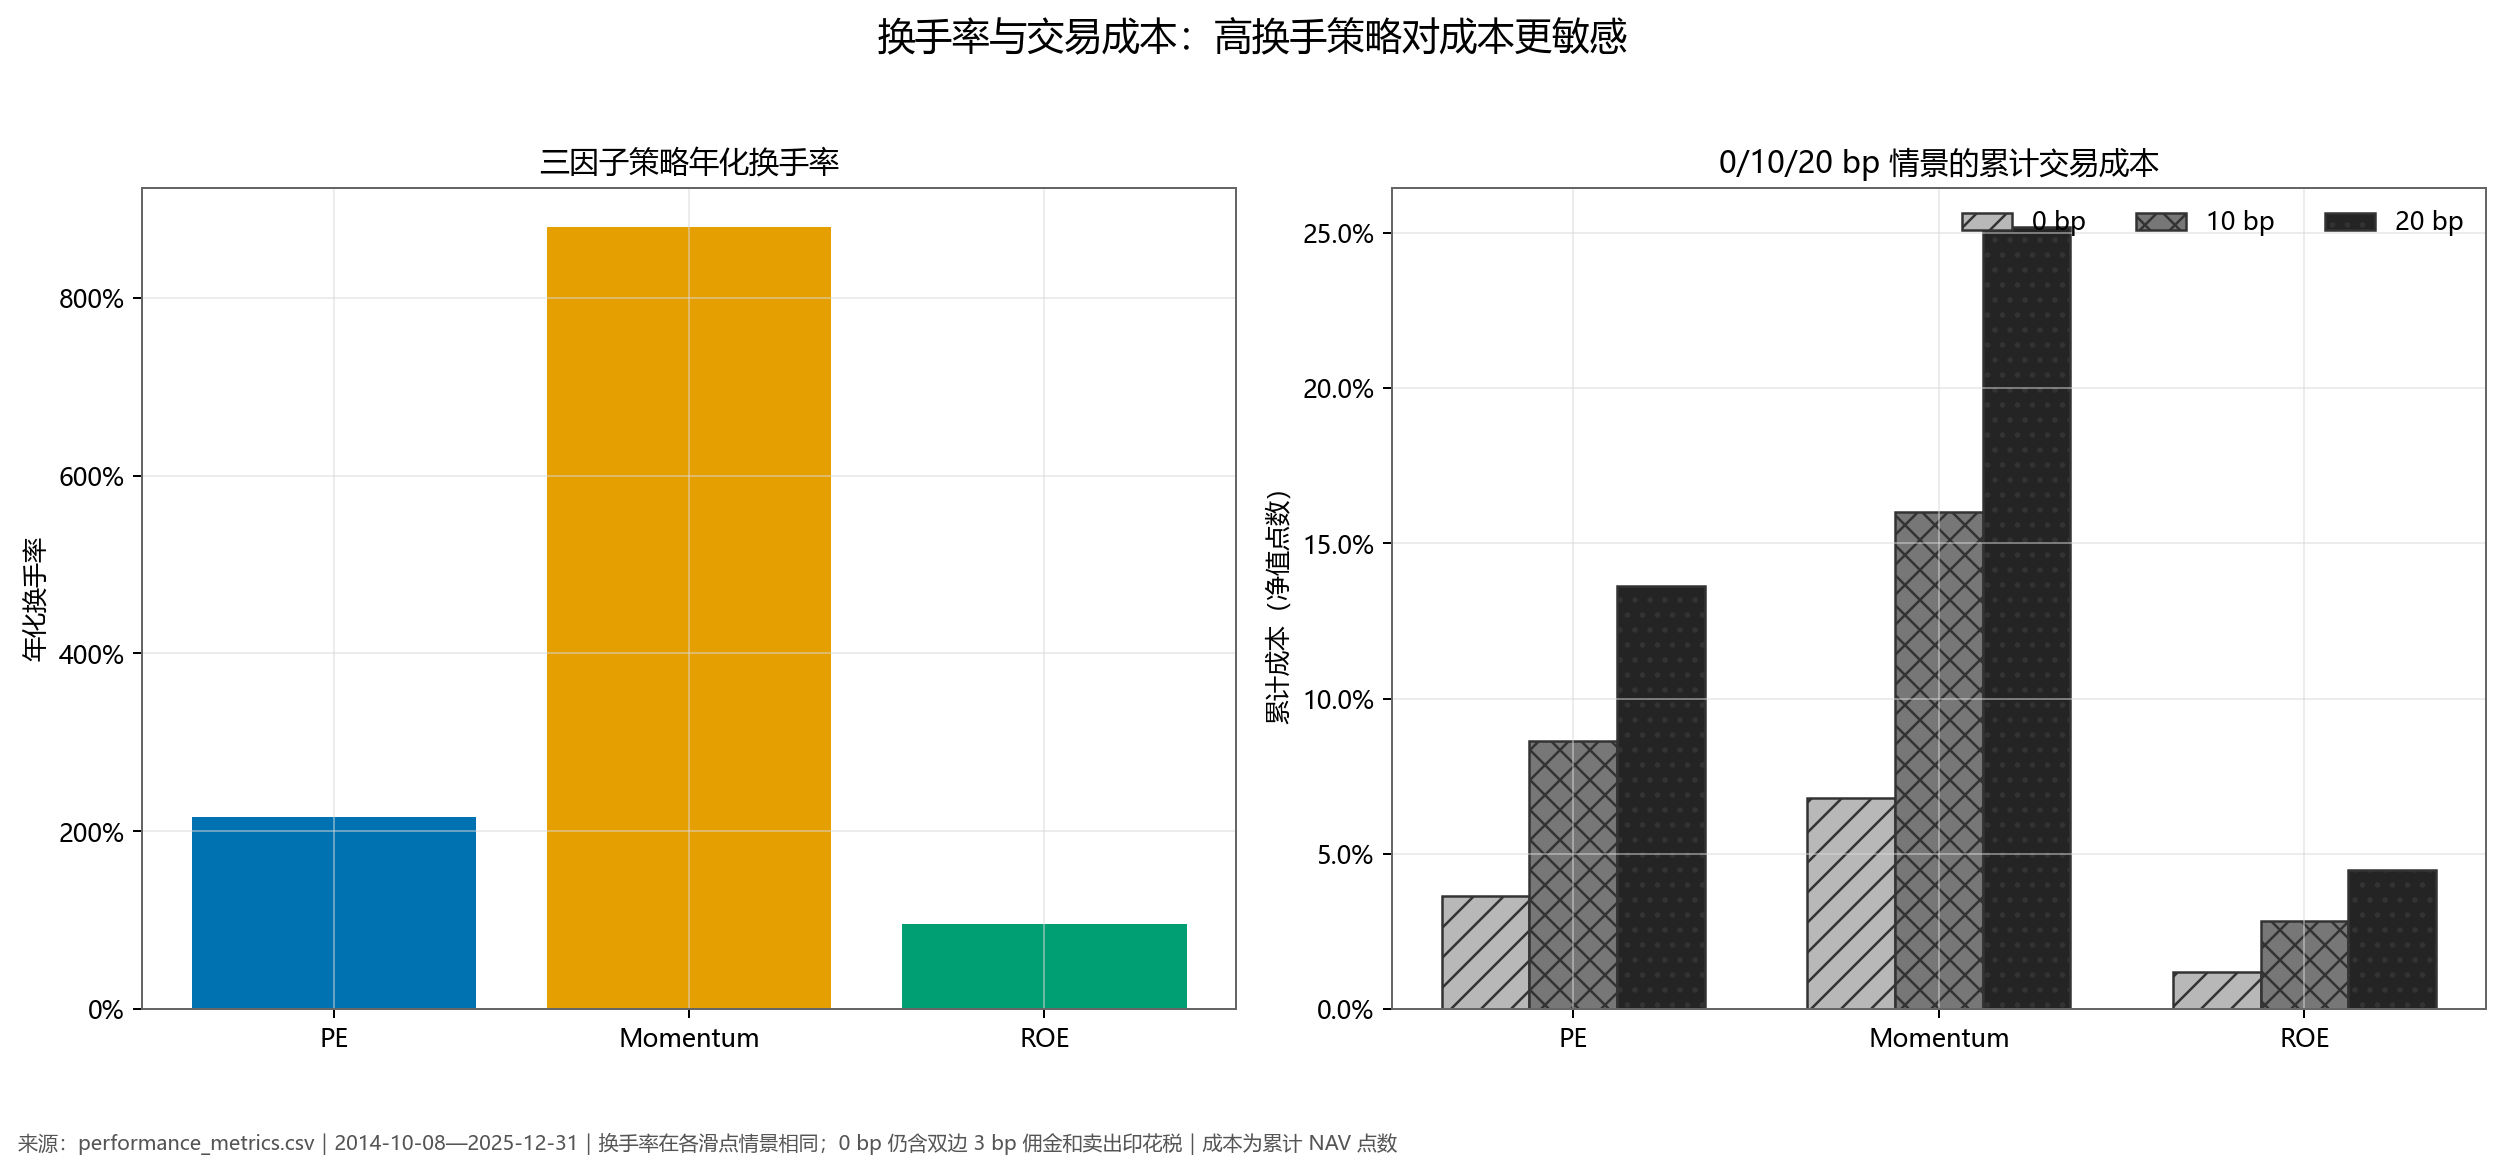 换手率与交易成本：高换手策略对成本更敏感
三因子策略年化换手率
年化换手率
800%
600%
400%
200%
0%
PE
Momentum
ROE
0/10/20 bp 情景的累计交易成本
0 bp
10 bp
20 bp
累计成本（净值点数）
25.0%
20.0%
15.0%
10.0%
5.0%
0.0%
PE
Momentum
ROE
来源：performance_metrics.csv | 2014-10-08—2025-12-31 | 换手率在各滑点情景相同；0 bp 仍含双边 3 bp 佣金和卖出印花税 | 成本为累计 NAV 点数